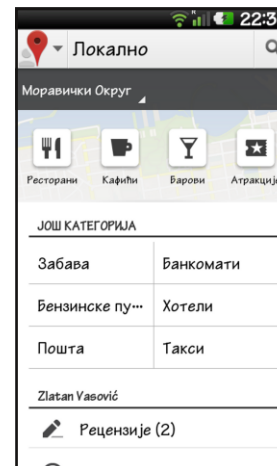 22:3
Локално
Моравички Округ
Ресторани Кафићи Барови Атракције
ЈОШ КАТЕГОРИЈА
Забава Банкомати
Бензинске пу... Хотели
Пошта Такси
Zlatan Vasović
Рецензије (2)